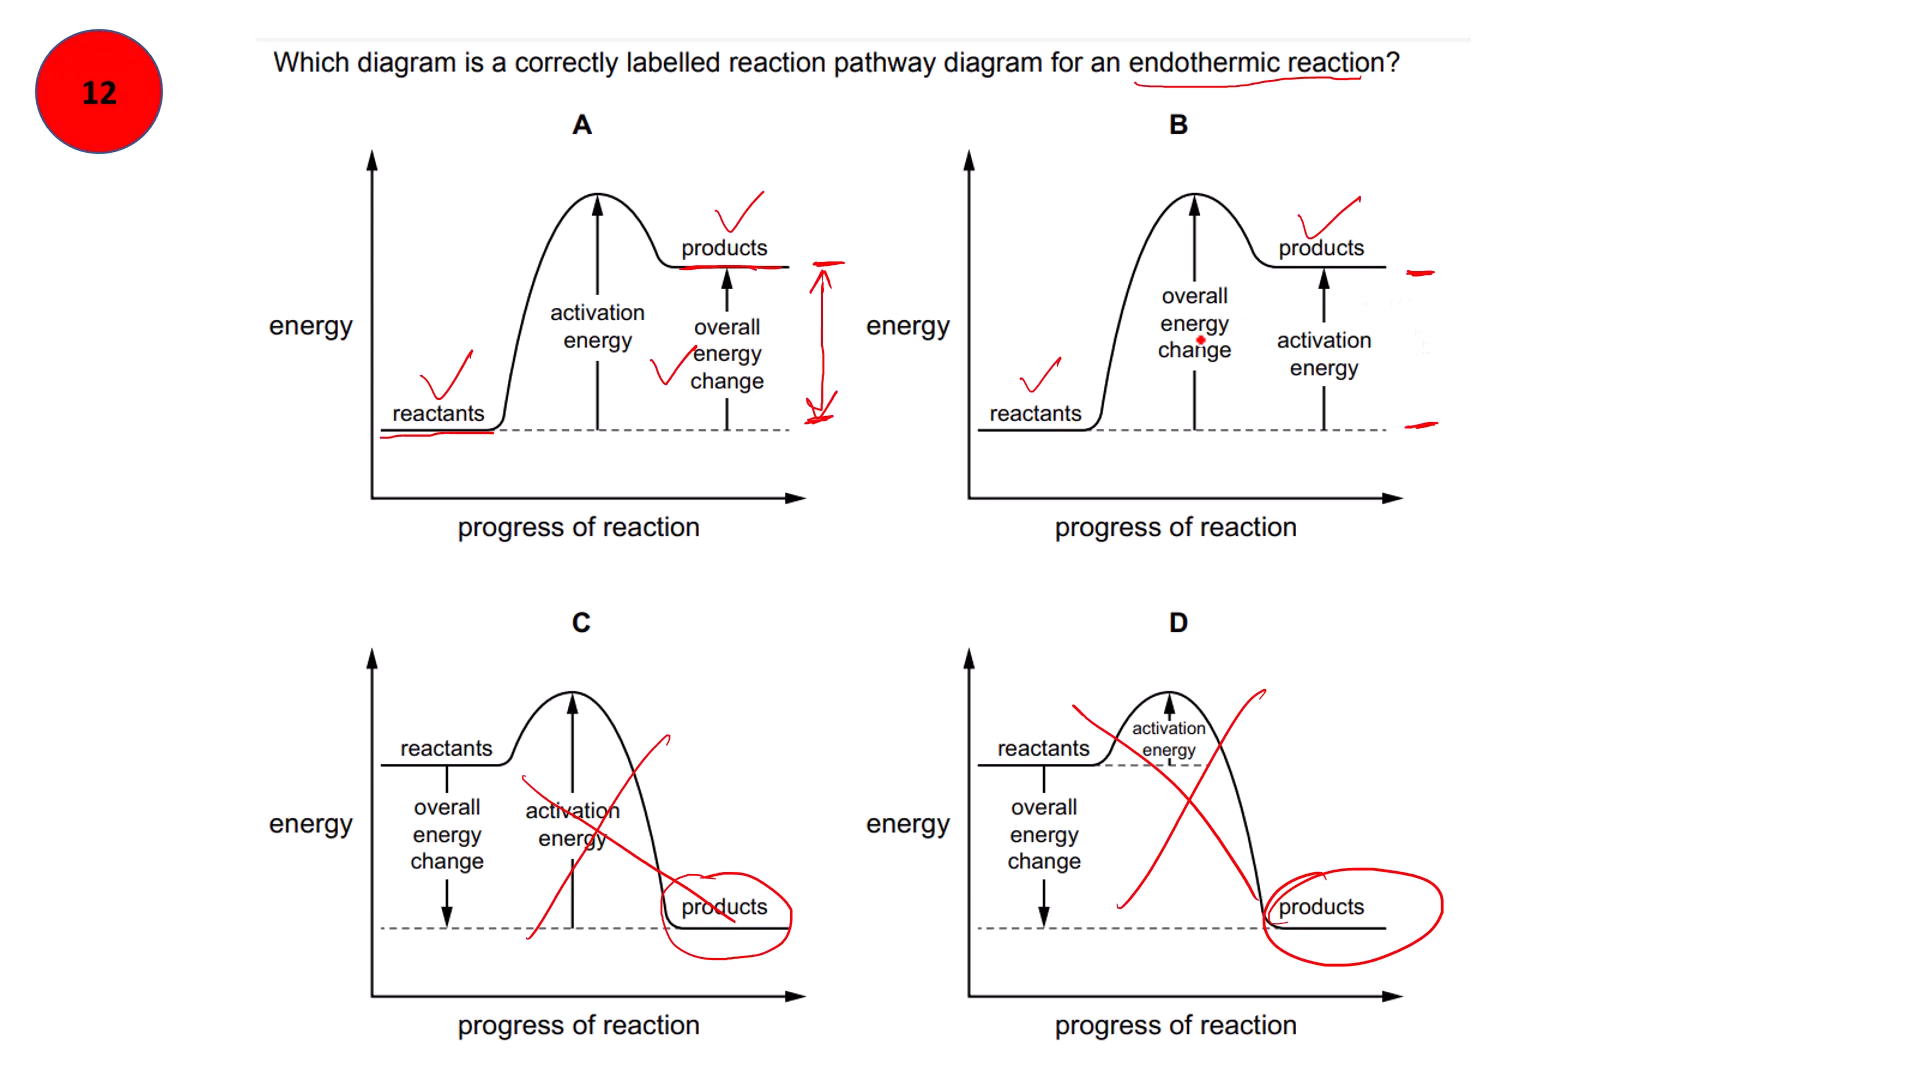 12
Which diagram is a correctly labelled reaction pathway diagram for an endothermic reaction?
A
energy
reactants
activation
energy
products
overall
energy
change
progress of reaction
B
energy
reactants
overall
energy
change
products
activation
energy
progress of reaction
C
energy
reactants
overall
energy
change
activation
energy
products
progress of reaction
D
energy
reactants
overall
energy
change
activation
energy
products
progress of reaction